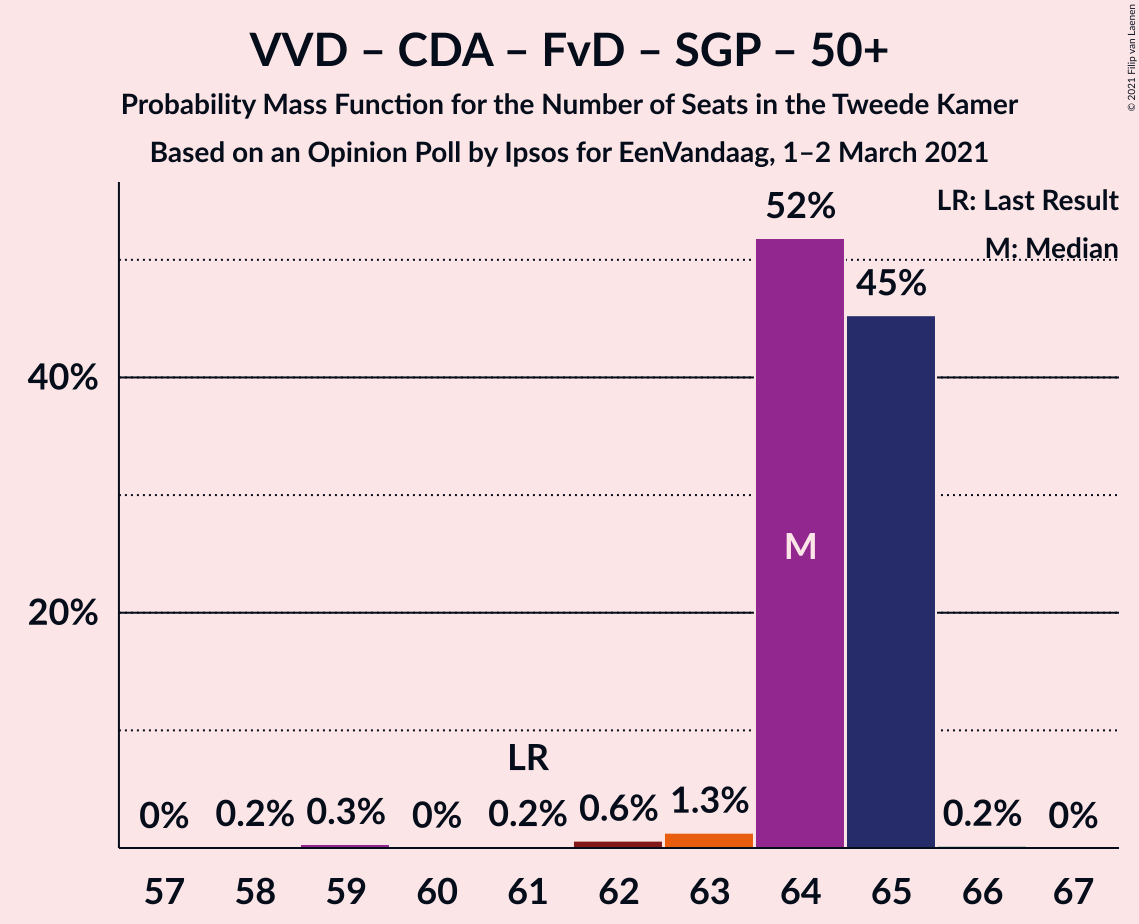 VVD – CDA – FvD – SGP – 50+
Probability Mass Function for the Number of Seats in the Tweede Kamer
Based on an Opinion Poll by Ipsos for EenVandaag, 1–2 March 2021
© 2021 Filip van Laenen
LR: Last Result
M: Median
52%
45%
40%
M
20%
LR
0% 0.2% 0.3% 0% 0.2% 0.6% 1.3% 0.2% 0%
57 58 59 60 61 62 63 64 65 66 67